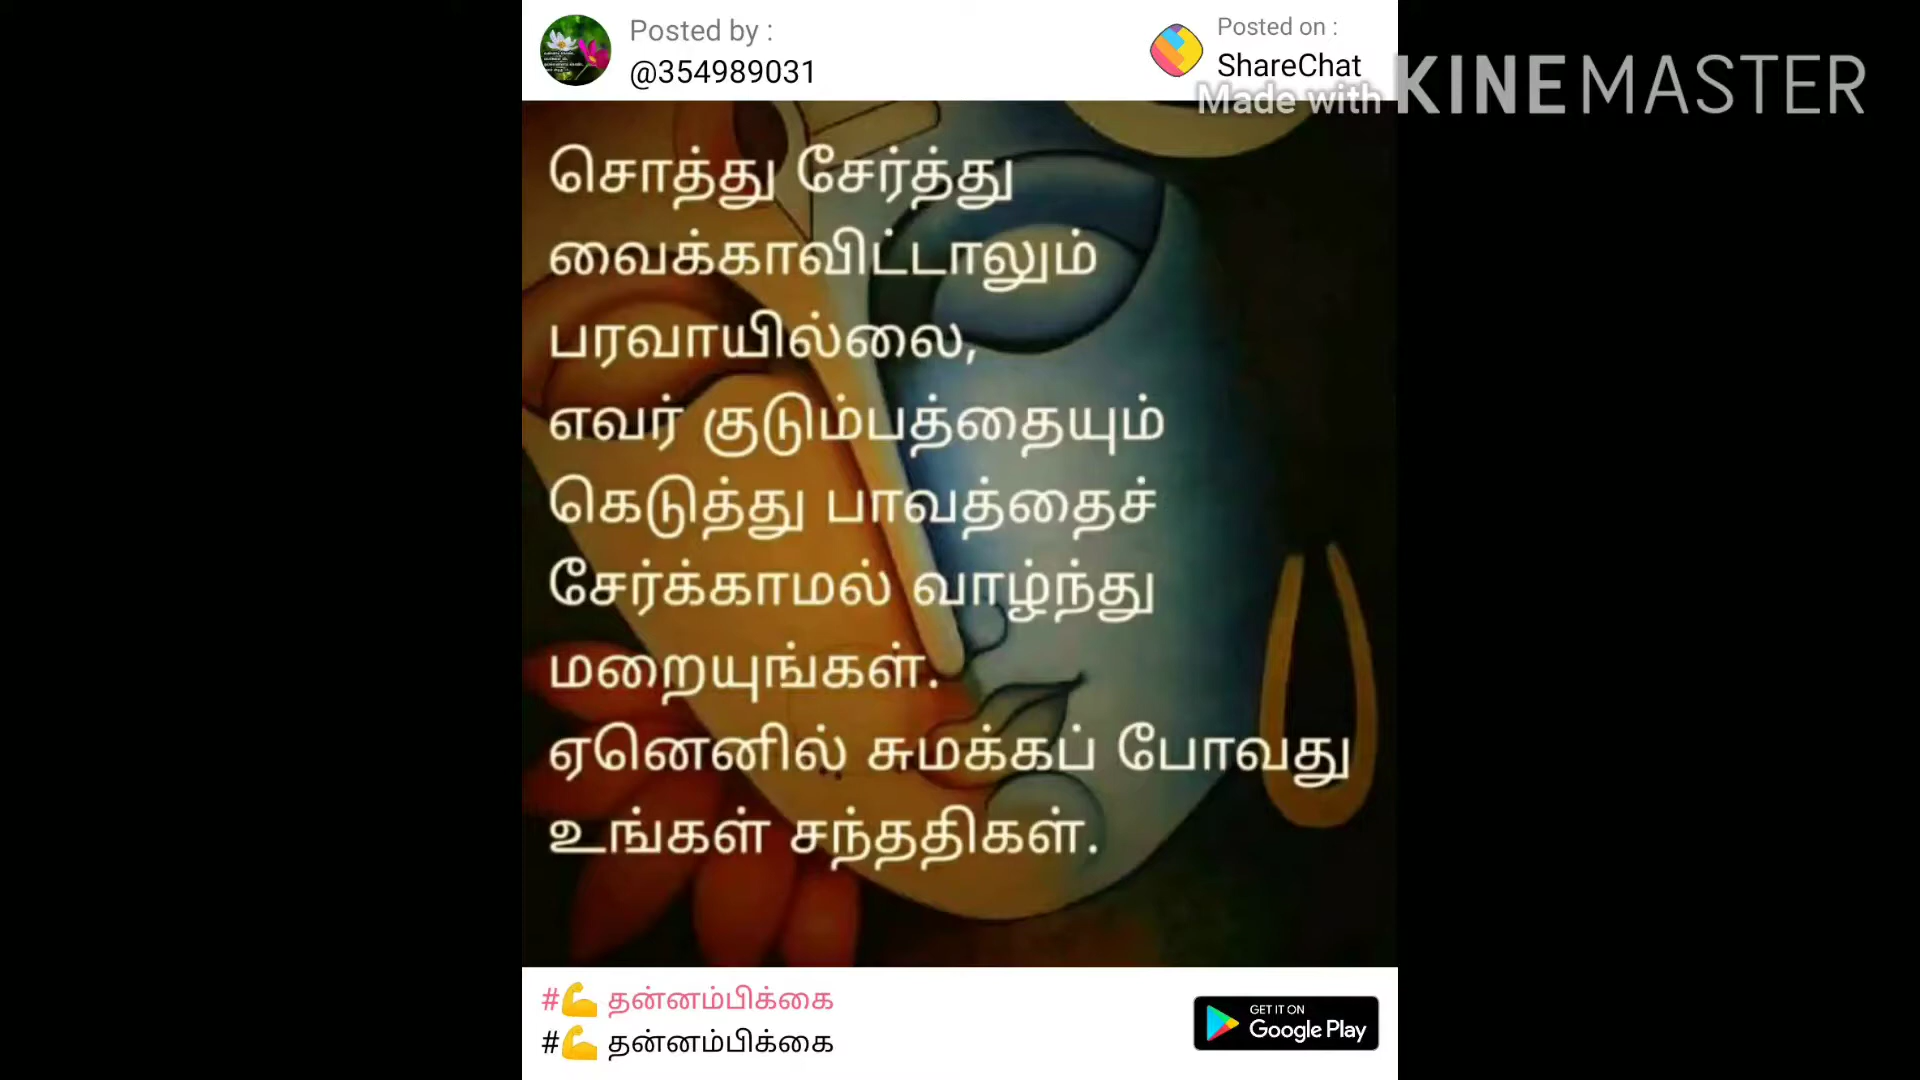 Posted by :
@354989031
Posted on :
ShareChat
Made with KINEMASTER
சொத்து சேர்த்து
வைக்காவிட்டாலும்
பரவாயில்லை,
எவர் குடும்பத்தையும்
கெடுத்து பாவத்தைச்
சேர்க்காமல் வாழ்ந்து
மறையுங்கள்.
ஏனெனில் சுமக்கப் போவது
உங்கள் சந்ததிகள்.
#💪 தன்னம்பிக்கை
#💪 தன்னம்பிக்கை
GET IT ON
Google Play